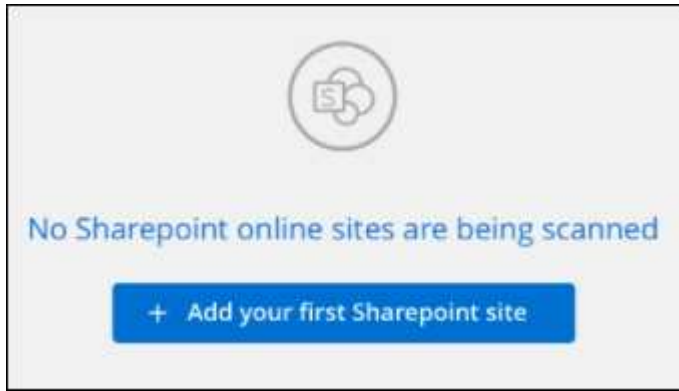 S
No Sharepoint online sites are being scanned
+ Add your first Sharepoint site